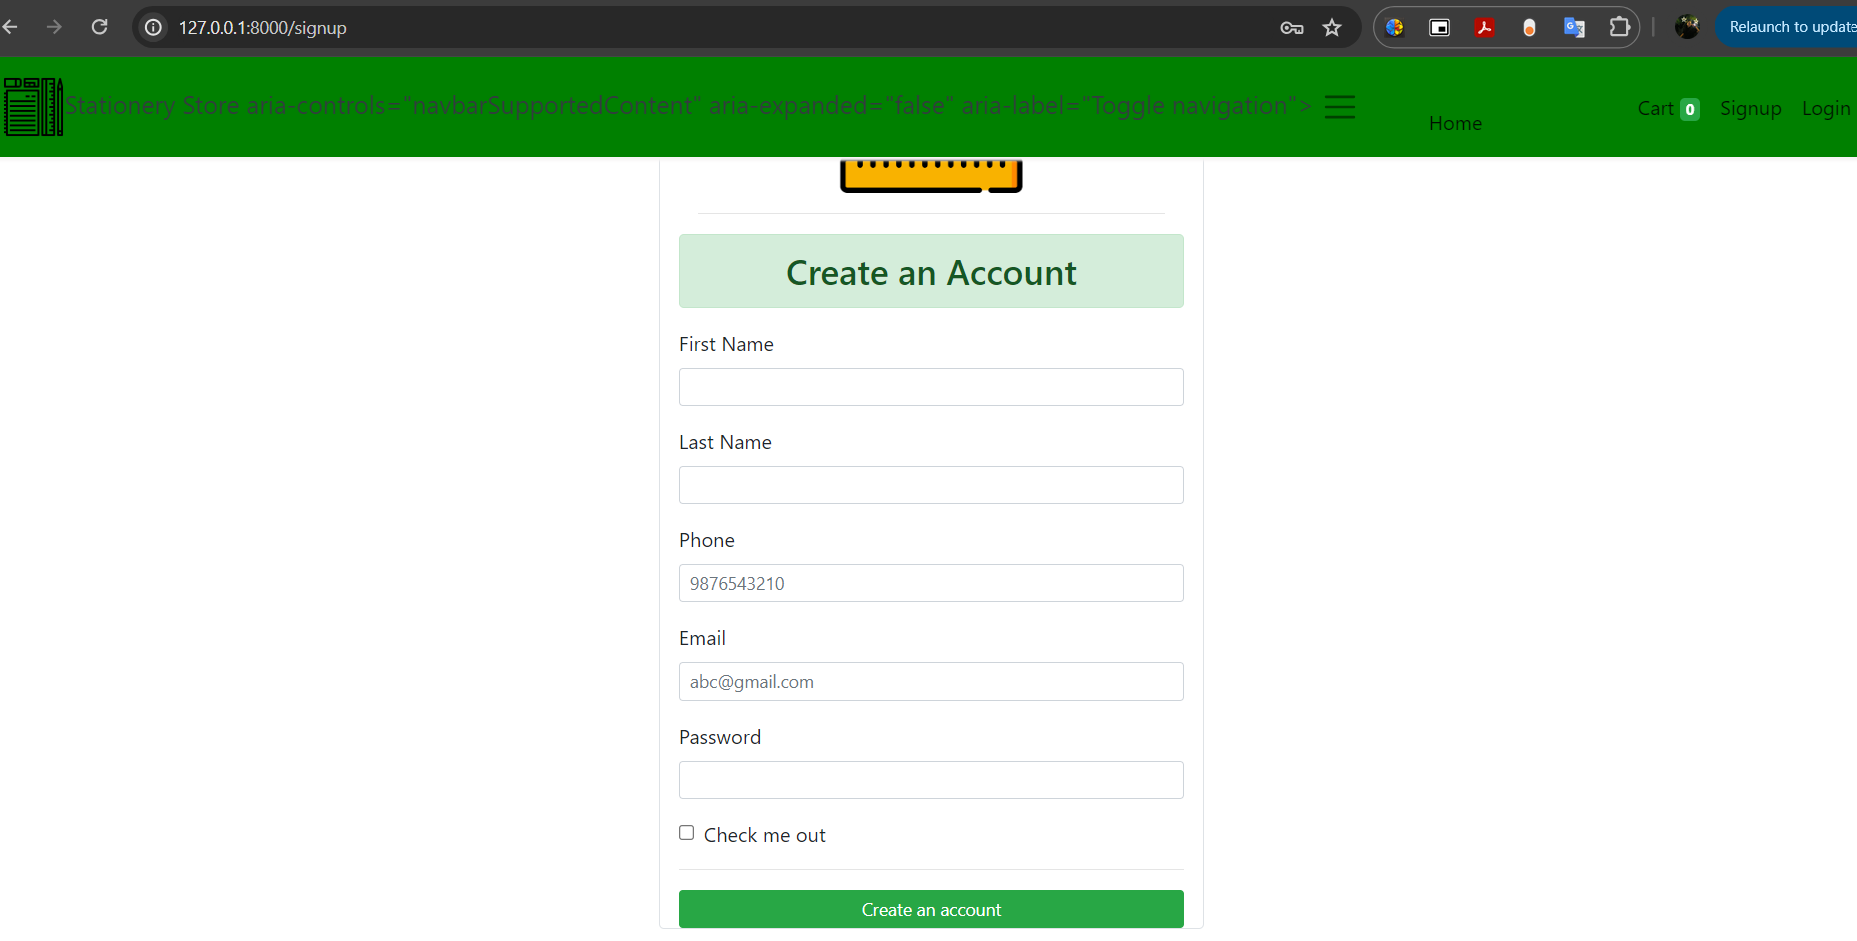 127.0.0.1:8000/signup
Relaunch to update
Stationery Store aria-controls="navbarSupportedContent" aria-expanded="false" aria-label="Toggle navigation">
Home
Cart 0 Signup Login
Create an Account
First Name
Last Name
Phone
9876543210
Email
abc@gmail.com
Password
Check me out
Create an account